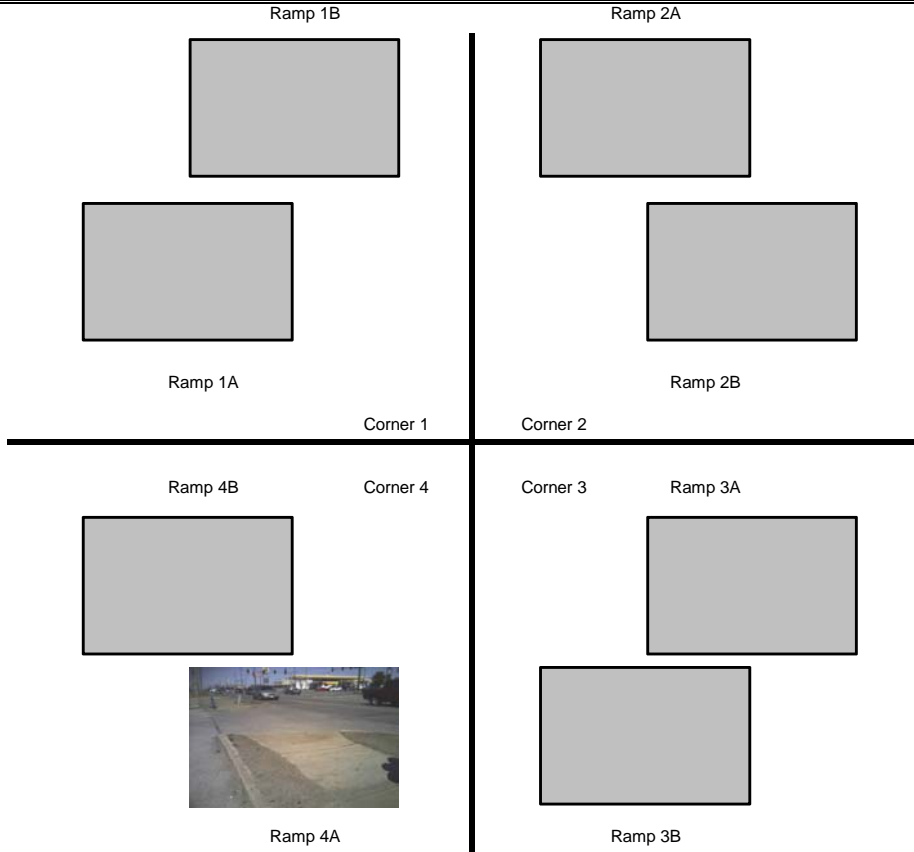 Ramp 1B Ramp 2A
Ramp 1A Ramp 2B
Corner 1 Corner 2
Ramp 4B Corner 4 Corner 3 Ramp 3A
Ramp 4A Ramp 3B